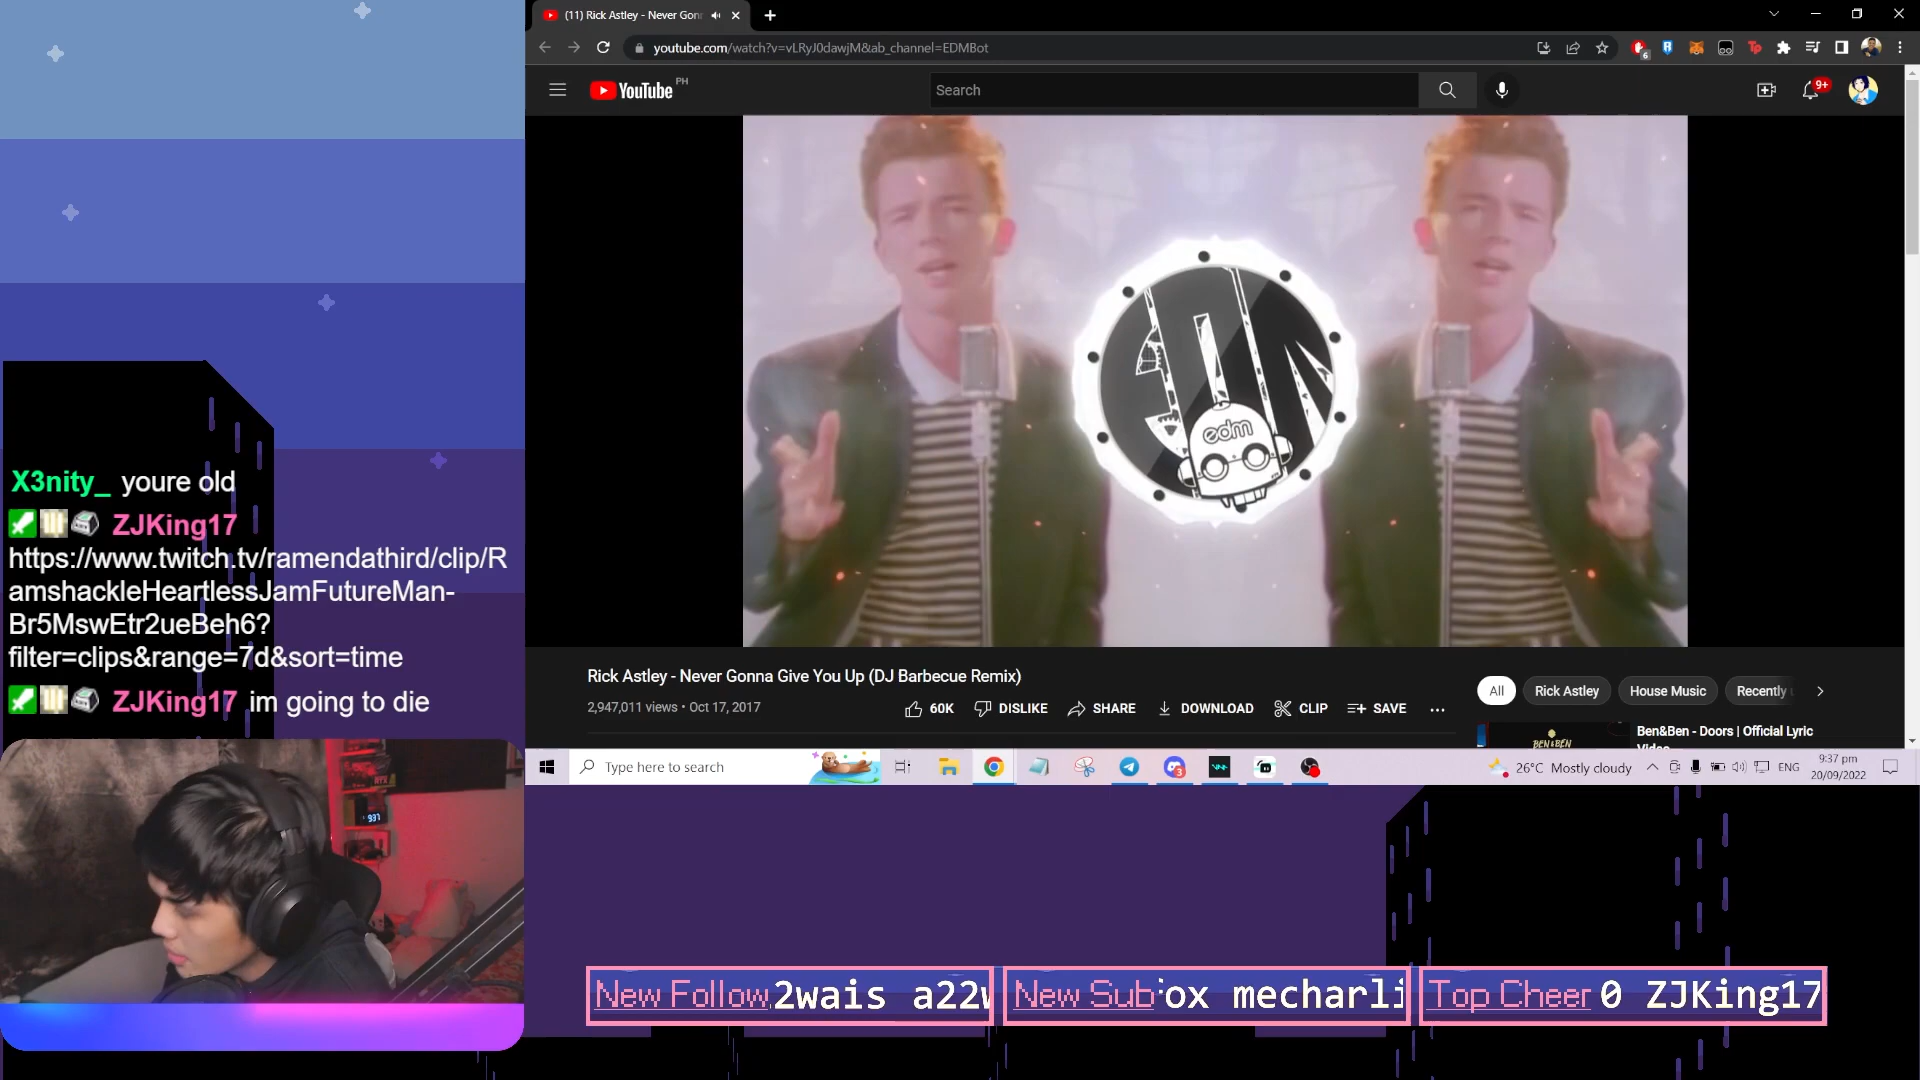 (11) Rick Astley - Never Gon
youtube.com/watch?v=vLRyJ0dawjM&ab_channel=EDMBot
6
YouTube PH
Search
9+
edm
X3nity_ youre old
ZJKing17
https://www.twitch.tv/ramendathird/clip/R
amshackleHeartlessJamFutureMan-
Br5MswEtr2ueBeh6?
filter=clips&range=7d&sort=time
ZJKing17 im going to die
Rick Astley - Never Gonna Give You Up (DJ Barbecue Remix)
2,947,011 views • Oct 17, 2017
60K DISLIKE SHARE DOWNLOAD CLIP SAVE
All Rick Astley House Music Recently
BEN&BEN
Ben&Ben - Doors | Official Lyric
Type here to search
3
26°C Mostly cloudy
ENG
9:37 pm
20/09/2022
937
New Follow 2wais a22
New Sub ox mecharli
Top Cheer 0 ZJKing17